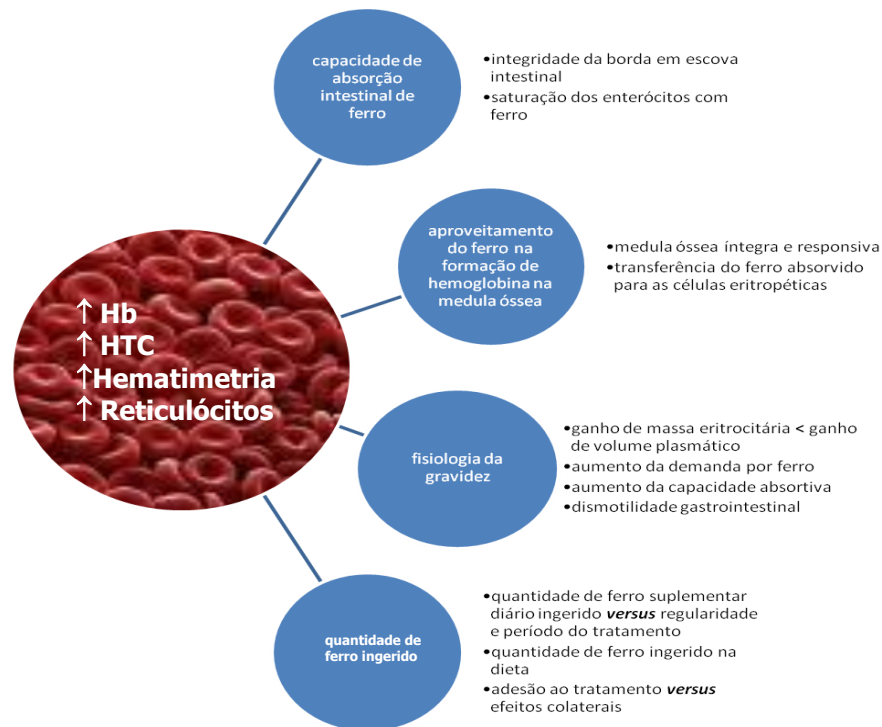 capacidade de
absorção
intestinal de
ferro
•integridade da borda em escova
intestinal
•saturação dos enterócitos com
ferro
aproveitamento
do ferro na
formação de
hemoglobina na
medula óssea
•medula óssea íntegra e responsiva
•transferência do ferro absorvido
para as células eritropéticas
↑ Hb
↑ HTC
↑Hematimetria
↑ Reticulócitos
fisiologia da
gravidez
•ganho de massa eritrocitária < ganho
de volume plasmático
•aumento da demanda por ferro
•aumento da capacidade absortiva
•dismotilidade gastrointestinal
quantidade de
ferro ingerido
•quantidade de ferro suplementar
diário ingerido versus regularidade
e período do tratamento
•quantidade de ferro ingerido na
dieta
•adesão ao tratamento versus
efeitos colaterais